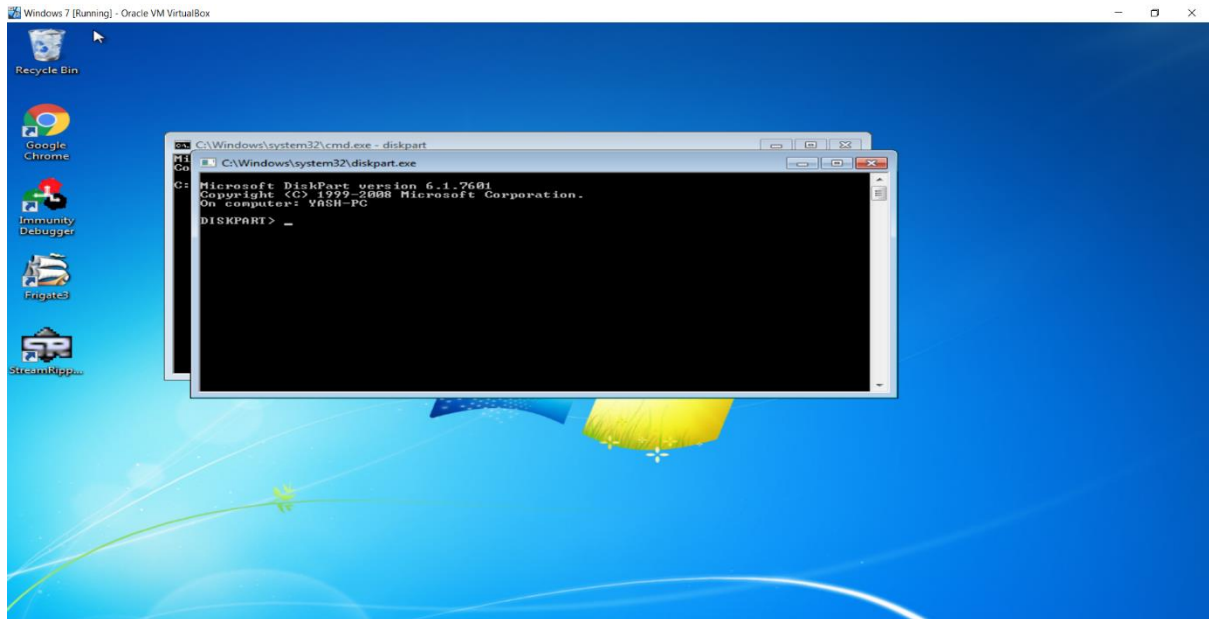 Windows 7 [Running] - Oracle VM VirtualBox
Recycle Bin
Google
Chrome
Immunity
Debugger
Frigate3
StreamRipp...
C:\Windows\system32\cmd.exe - diskpart
Mi
Co
C:
C:\Windows\system32\diskpart.exe
Microsoft DiskPart version 6.1.7601
Copyright (C) 1999-2008 Microsoft Corporation.
On computer: YASH-PC
DISKPART> _